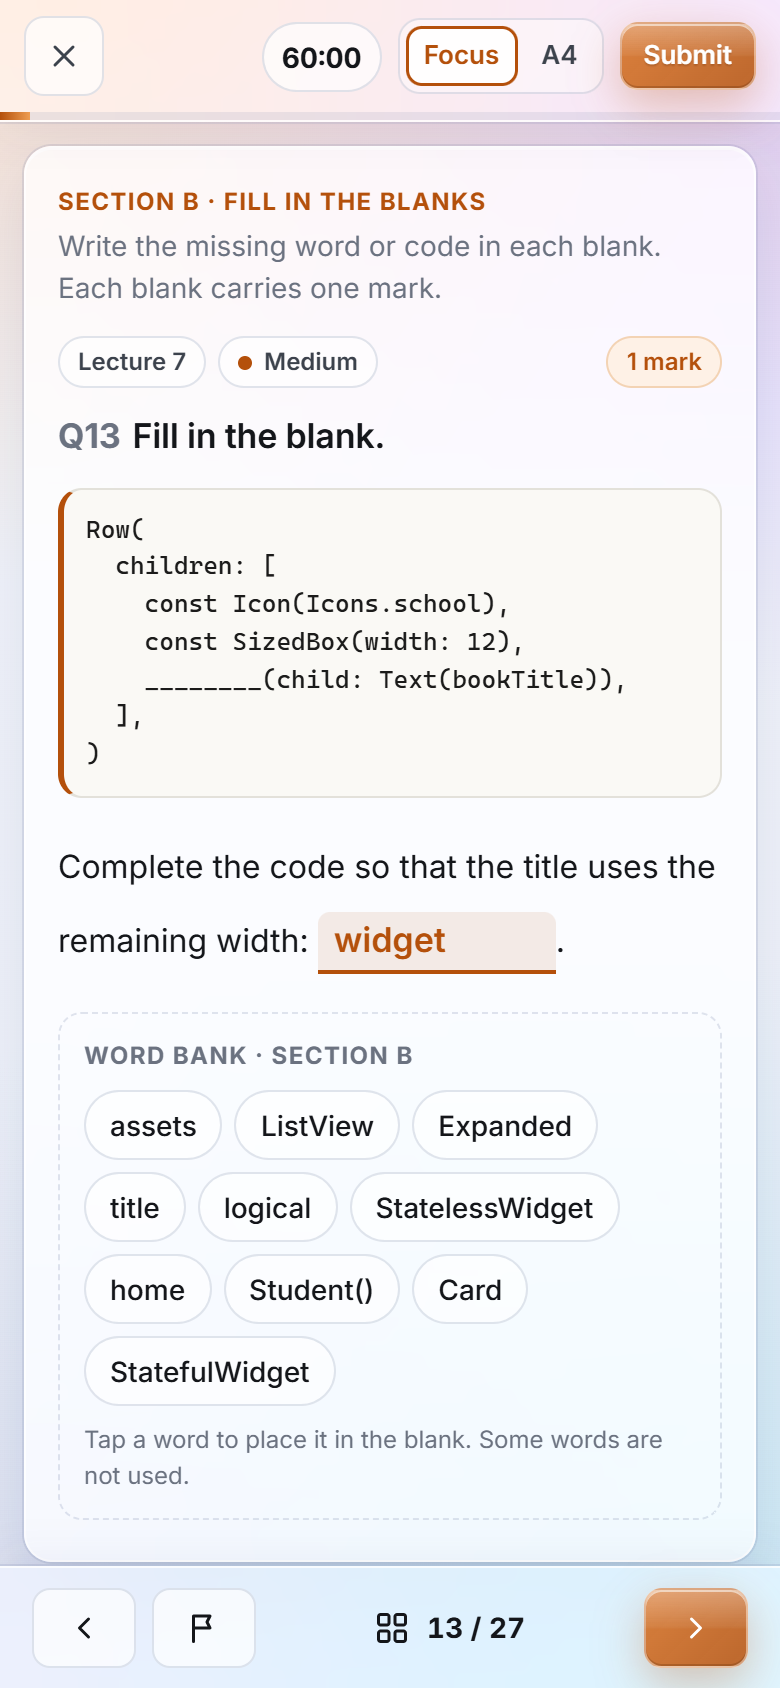 60:00
Focus
A4
Submit
SECTION B · FILL IN THE BLANKS
Write the missing word or code in each blank.
Each blank carries one mark.
Lecture 7
Medium
1 mark
Q13 Fill in the blank.
Row(
  children: [
    const Icon(Icons.school),
    const SizedBox(width: 12),
    ________(child: Text(bookTitle)),
  ],
)
Complete the code so that the title uses the
remaining width: widget.
WORD BANK · SECTION B
assets
ListView
Expanded
title
logical
StatelessWidget
home
Student()
Card
StatefulWidget
Tap a word to place it in the blank. Some words are
not used.
13 / 27